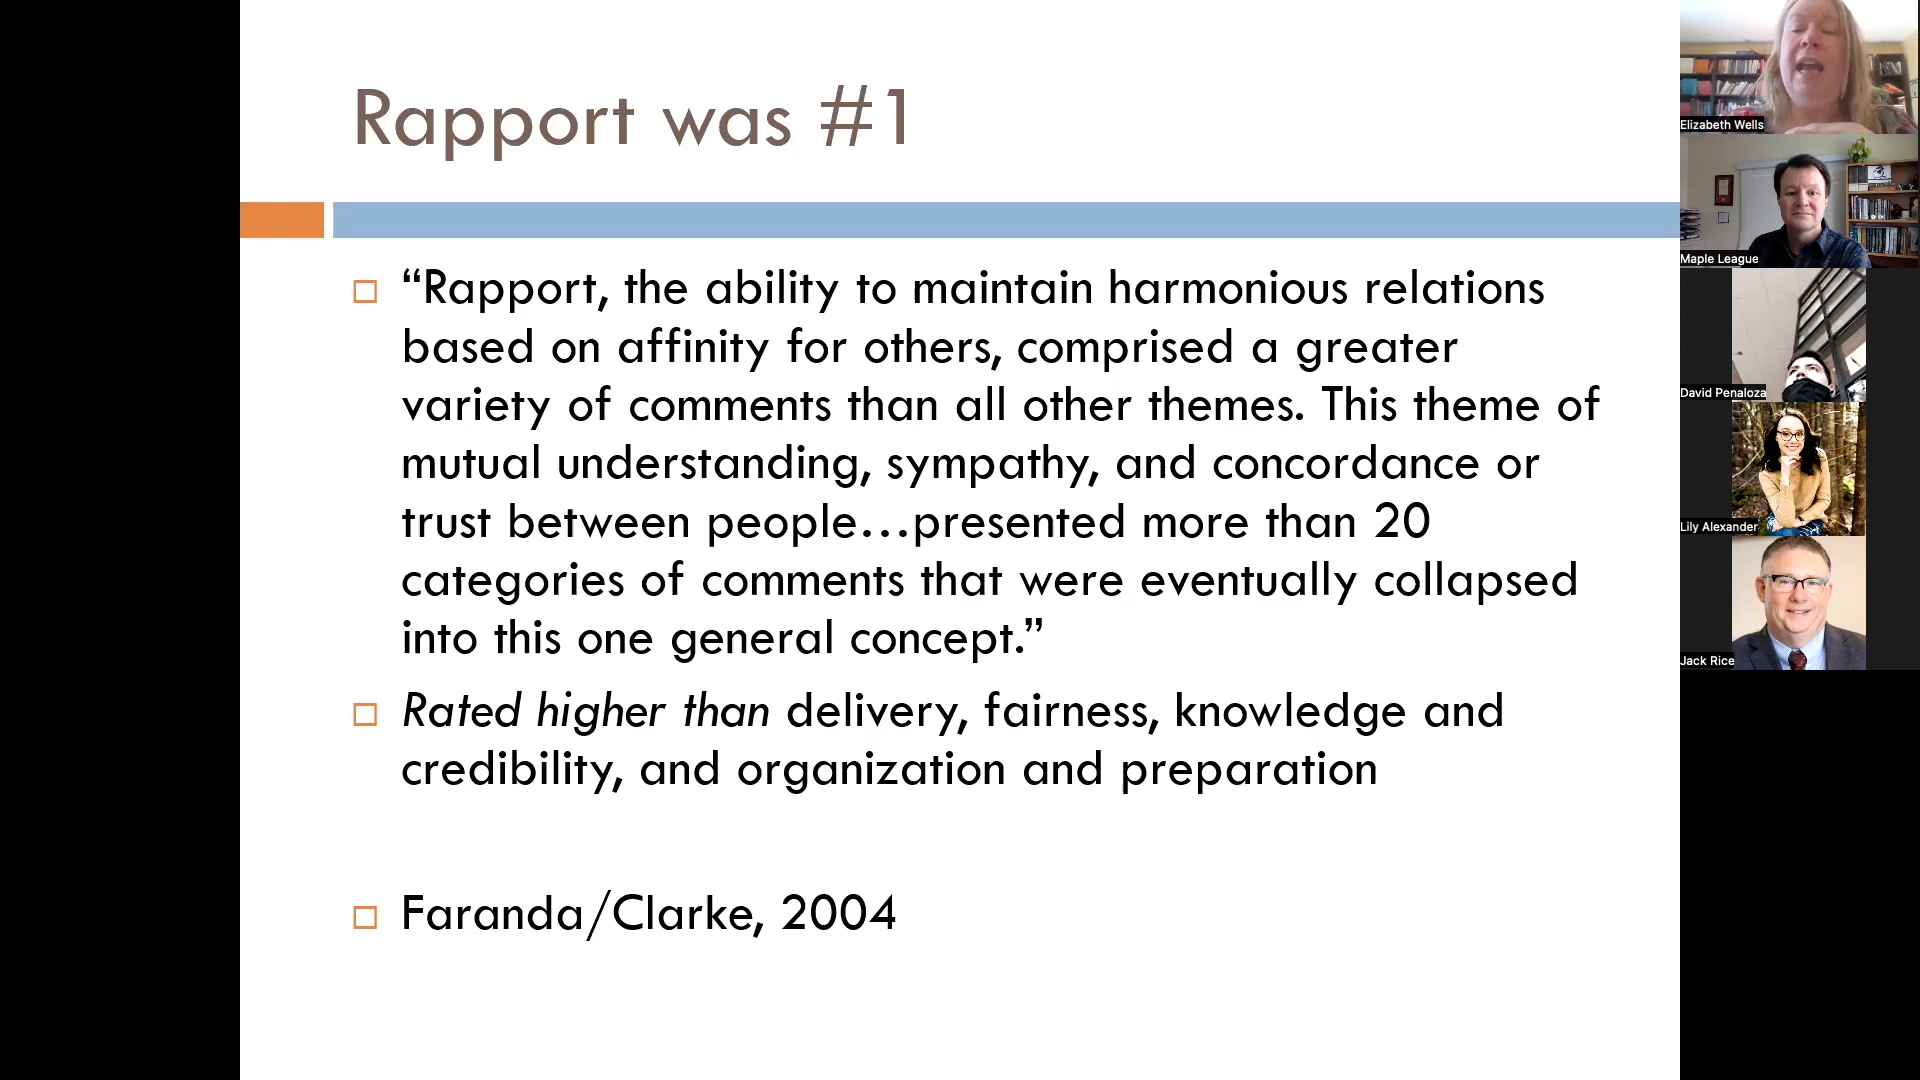 Rapport was #1
“Rapport, the ability to maintain harmonious relations
based on affinity for others, comprised a greater
variety of comments than all other themes. This theme of
mutual understanding, sympathy, and concordance or
trust between people…presented more than 20
categories of comments that were eventually collapsed
into this one general concept.”
Rated higher than delivery, fairness, knowledge and
credibility, and organization and preparation
Faranda/Clarke, 2004
Elizabeth Wells
Maple League
David Penaloza
Lily Alexander
Jack Rice